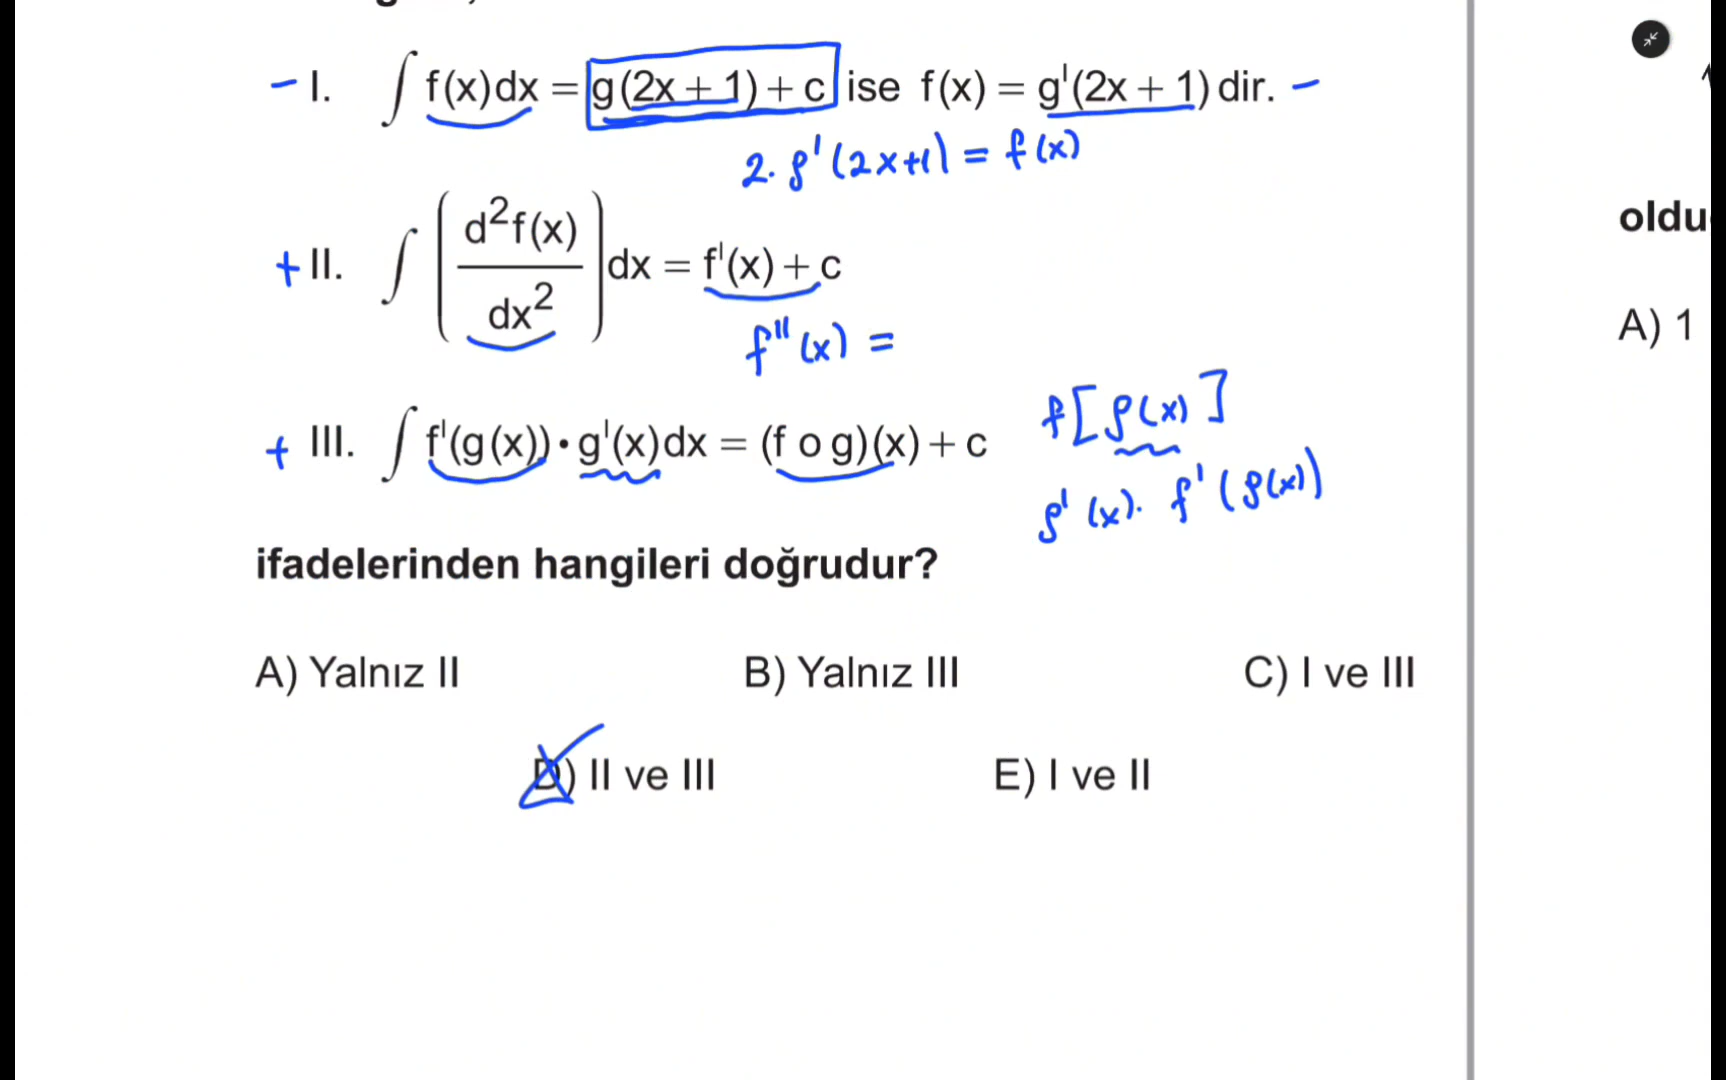 - I. ∫ f(x)dx = g(2x + 1) + c ise f(x) = g'(2x + 1) dir. -
2. g'(2x+1) = f(x)
+ II. ∫ (d²f(x)/dx²) dx = f'(x) + c
f''(x) =
+ III. ∫ f'(g(x)) · g'(x)dx = (f o g)(x) + c
f[g(x)]
g'(x). f'(g(x))
ifadelerinden hangileri doğrudur?
A) Yalnız II B) Yalnız III C) I ve III
D) II ve III E) I ve II
oldu
A) 1